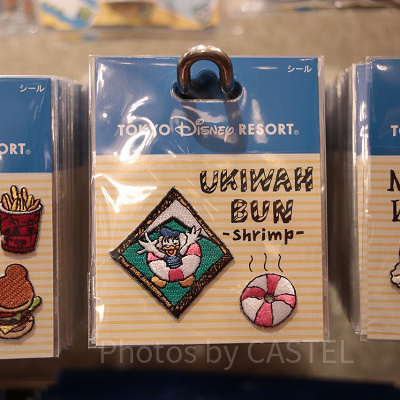 シール
シール
TOKYO Disney RESORT®
ORT®
UKIWAH
BUN
-Shrimp-
Photos by CASTEL